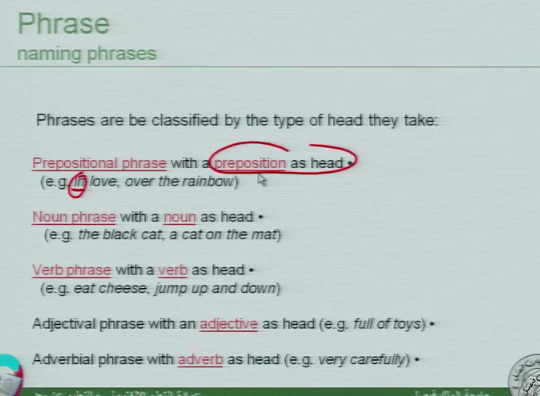 Phrase
naming phrases
Phrases are be classified by the type of head they take:
Prepositional phrase with a preposition as head •
(e.g. in love, over the rainbow)
Noun phrase with a noun as head •
(e.g. the black cat, a cat on the mat)
Verb phrase with a verb as head •
(e.g. eat cheese, jump up and down)
Adjectival phrase with an adjective as head (e.g. full of toys) •
Adverbial phrase with adverb as head (e.g. very carefully) •